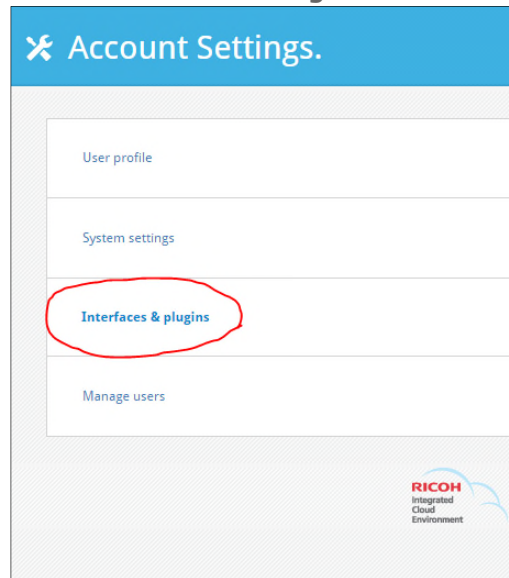 Account Settings.
User profile
System settings
Interfaces & plugins
Manage users
RICOH
Integrated
Cloud
Environment